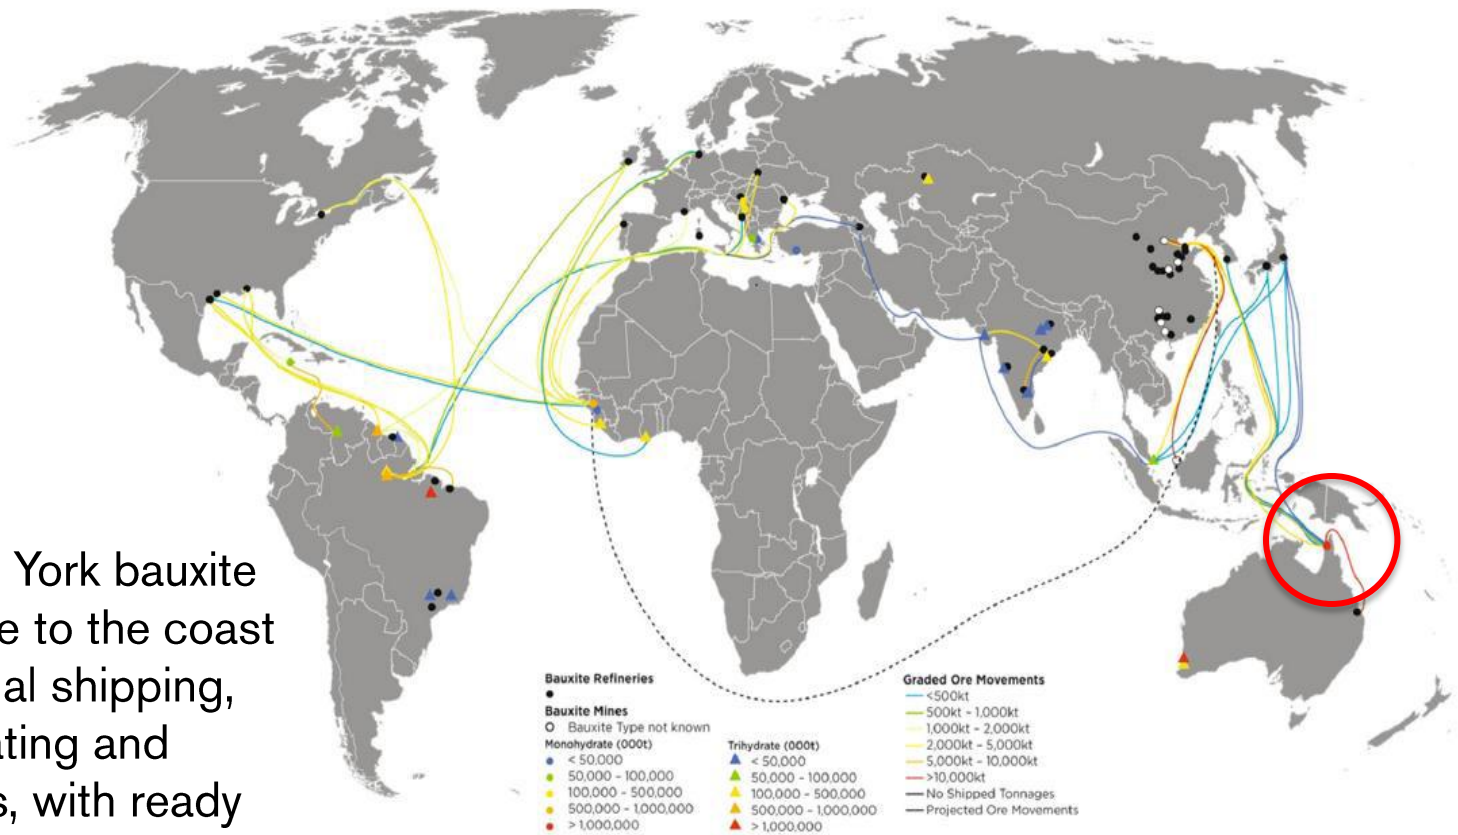 York bauxite
e to the coast
al shipping,
ating and
s, with ready
Bauxite Refineries
Bauxite Mines
Bauxite Type not known
Monohydrate (000t)
< 50,000
50,000 - 100,000
100,000 - 500,000
500,000 - 1,000,000
> 1,000,000
Trihydrate (000t)
< 50,000
50,000 - 100,000
100,000 - 500,000
500,000 - 1,000,000
> 1,000,000
Graded Ore Movements
<500kt
500kt - 1,000kt
1,000kt - 2,000kt
2,000kt - 5,000kt
5,000kt - 10,000kt
>10,000kt
No Shipped Tonnages
Projected Ore Movements